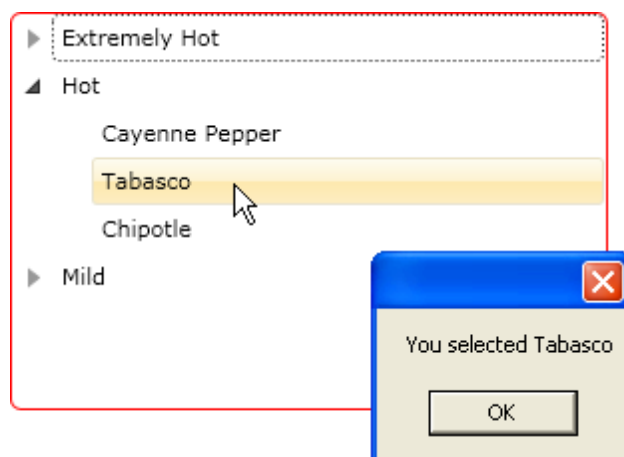 Extremely Hot
Hot
Cayenne Pepper
Tabasco
Chipotle
Mild
You selected Tabasco
OK